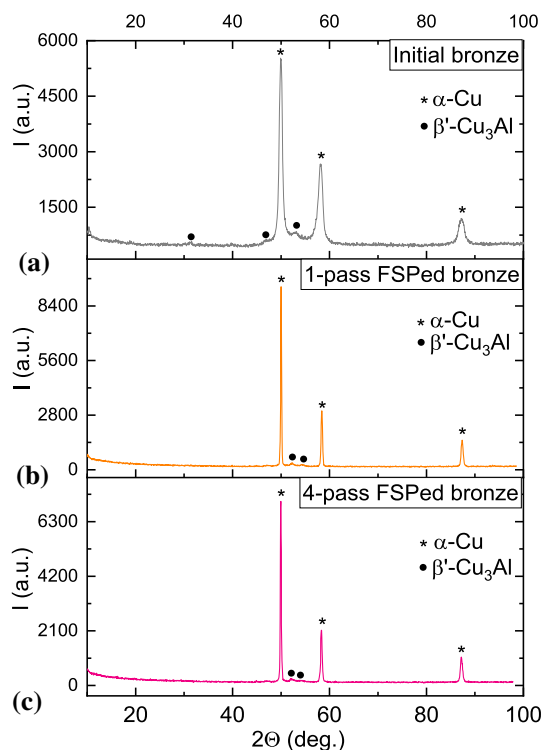 20 40 60 80 100
6000
Initial bronze
4500
* α-Cu
• β'-Cu₃Al
I (a.u.)
3000
1500
(a)
1-pass FSPed bronze
8400
* α-Cu
• β'-Cu₃Al
I (a.u.)
5600
2800
0
(b)
4-pass FSPed bronze
6300
* α-Cu
• β'-Cu₃Al
I (a.u.)
4200
2100
0
(c)
20 40 60 80 100
2Θ (deg.)